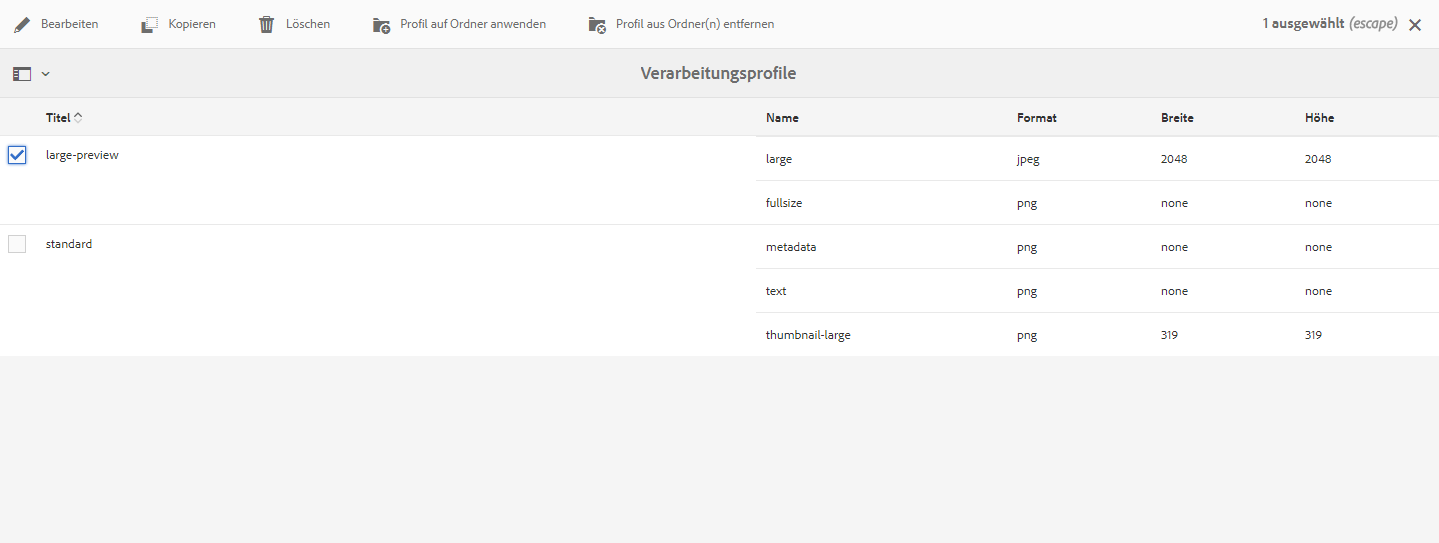 Bearbeiten Kopieren Löschen Profil auf Ordner anwenden Profil aus Ordner(n) entfernen 1 ausgewählt (escape)
Verarbeitungsprofile
Titel Name Format Breite Höhe
large-preview large jpeg 2048 2048
fullsize png none none
standard metadata png none none
text png none none
thumbnail-large png 319 319